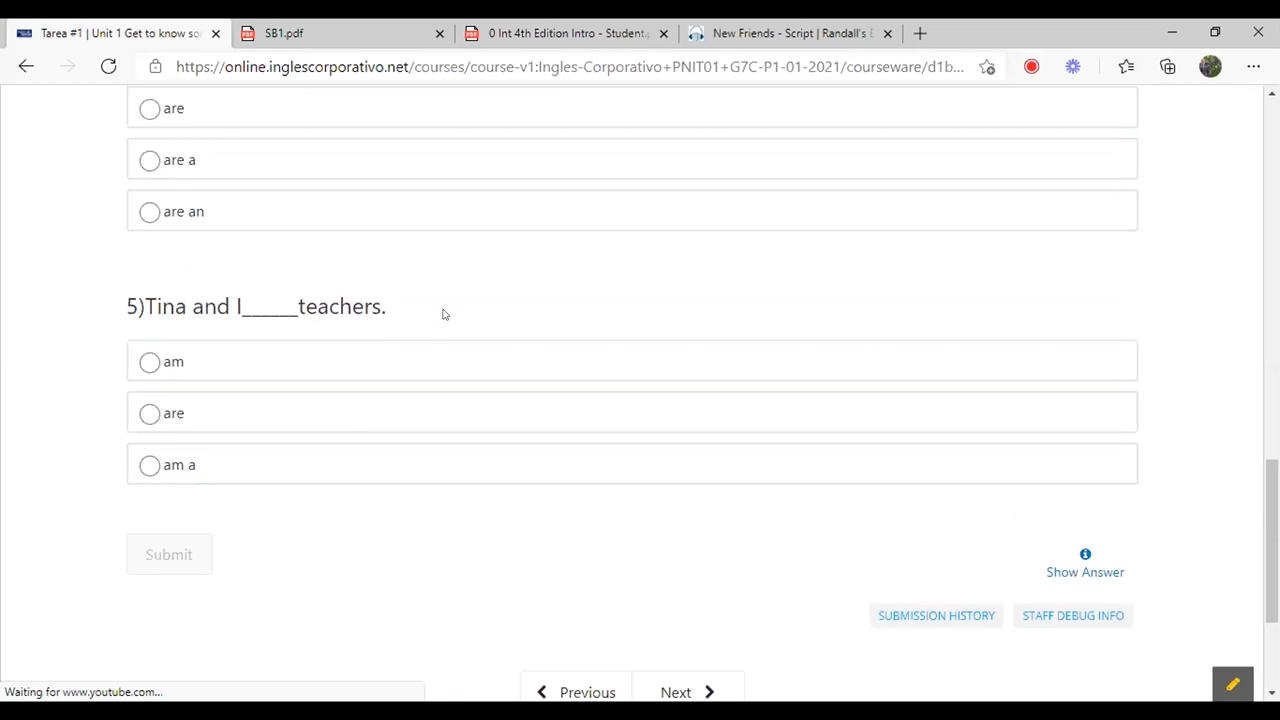 Tarea #1 | Unit 1 Get to know so
SB1.pdf
0 Int 4th Edition Intro - Student.
New Friends - Script | Randall's E
https://online.inglescorporativo.net/courses/course-v1:Ingles-Corporativo+PNIT01+G7C-P1-01-2021/courseware/d1b...
are
are a
are an
5)Tina and I______teachers.
am
are
am a
Submit
Show Answer
SUBMISSION HISTORY
STAFF DEBUG INFO
Previous
Next
Waiting for www.youtube.com...